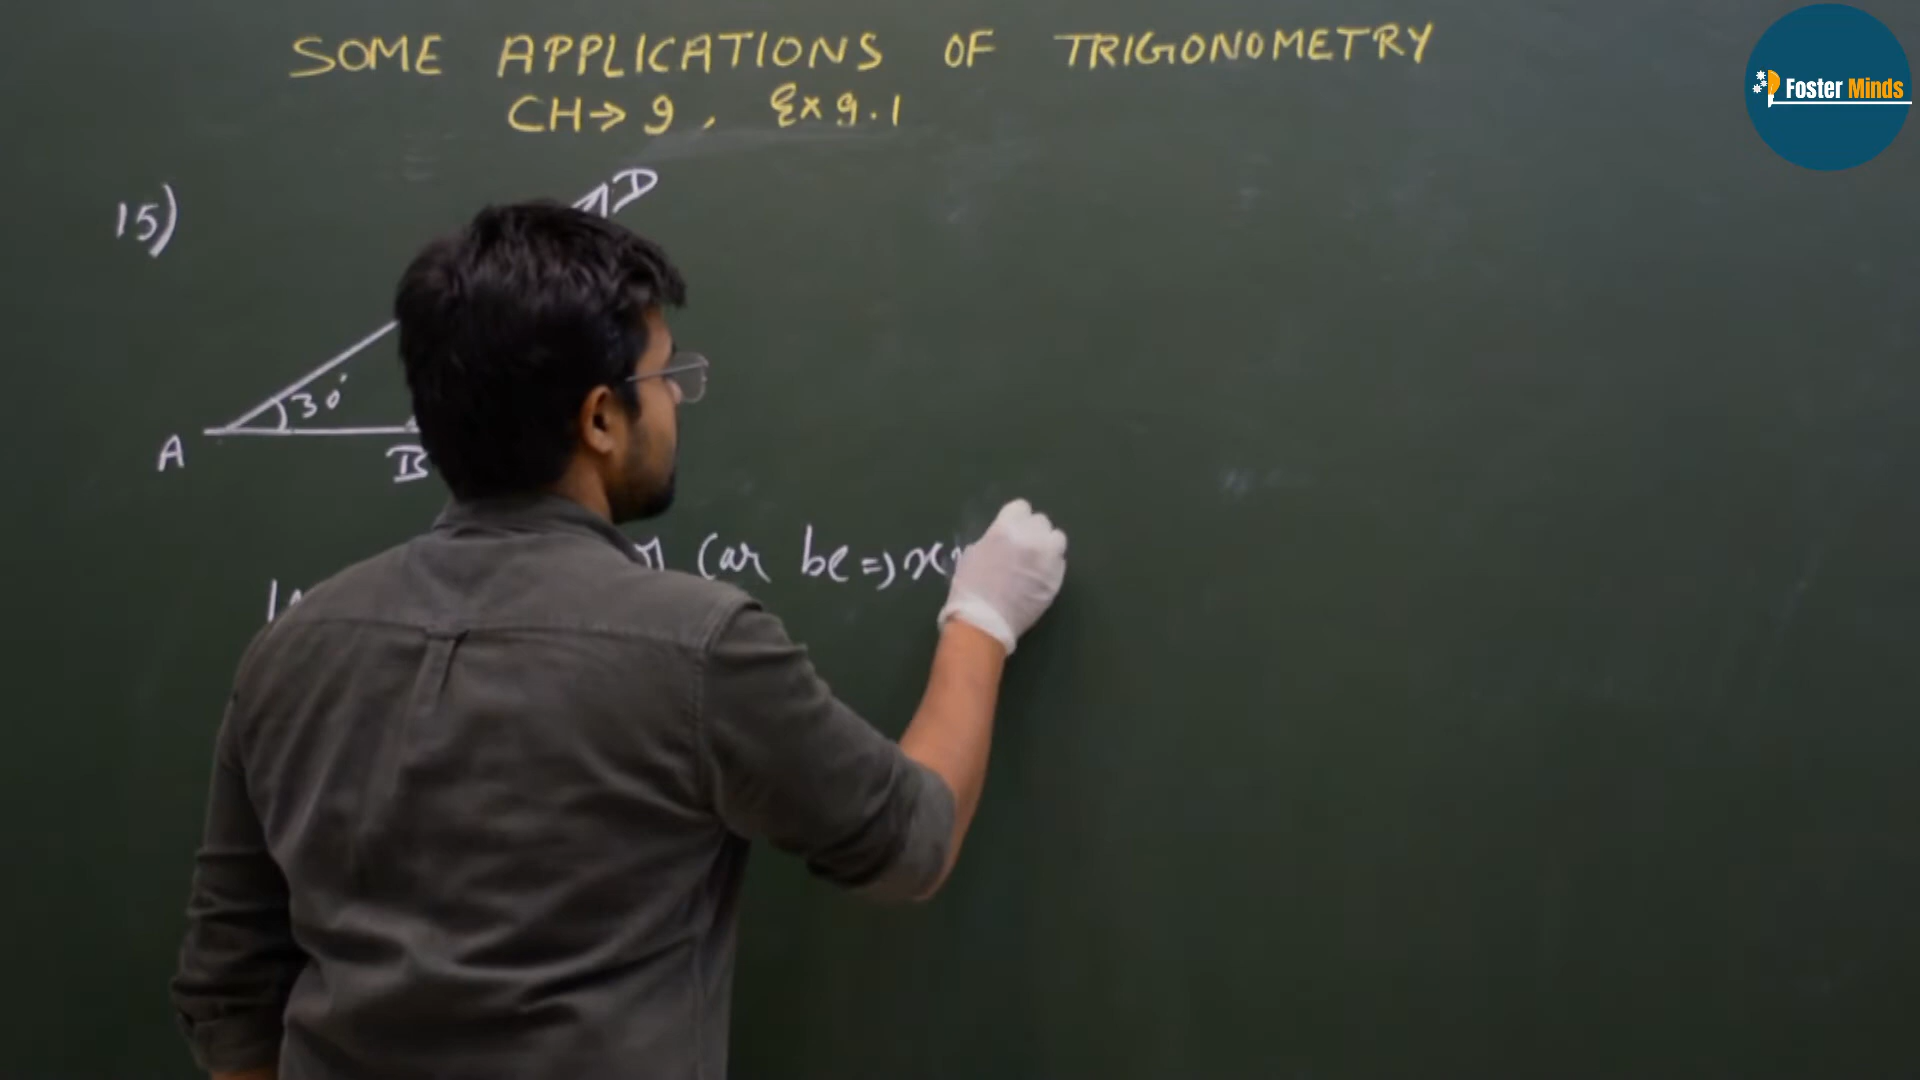 SOME APPLICATIONS OF TRIGONOMETRY
CH→9, Ex 9.1
Foster Minds
15)
D
30°
A
B
Car be => x